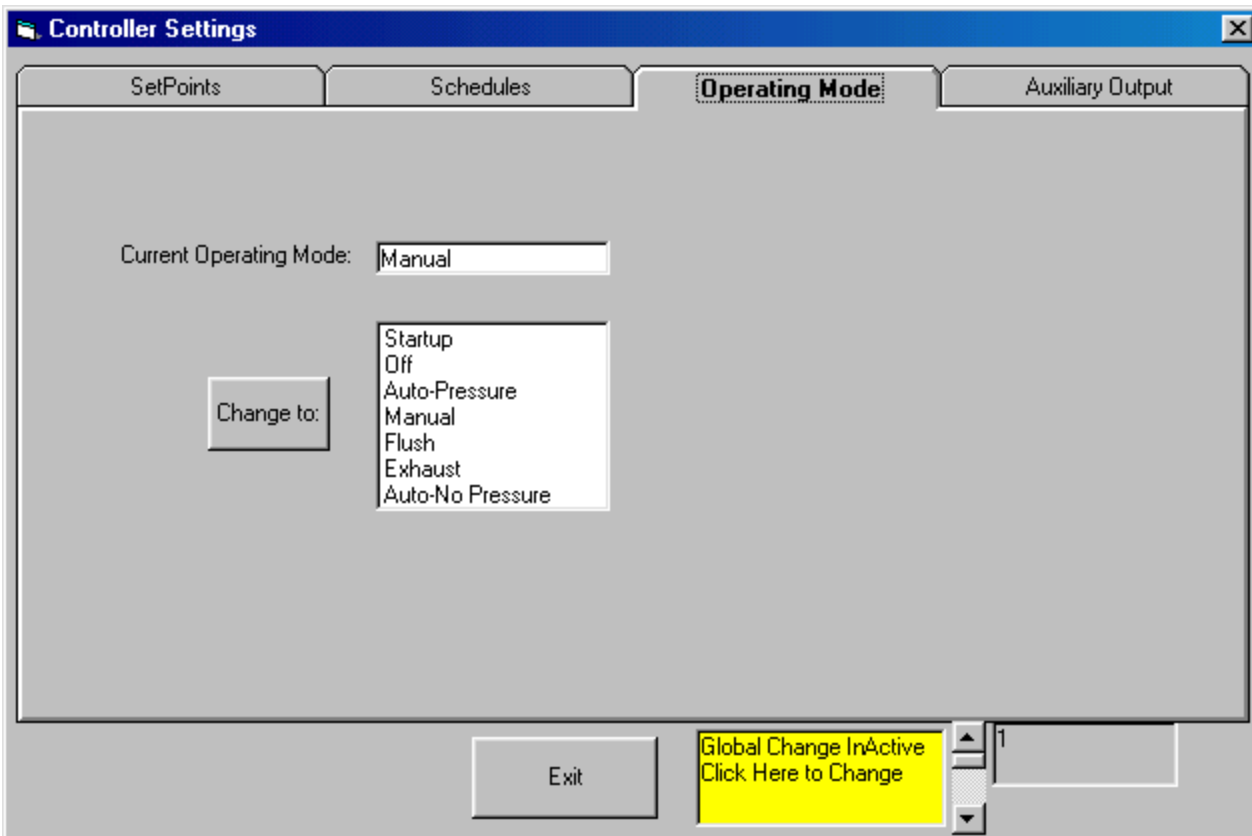 Controller Settings
SetPoints
Schedules
Operating Mode
Auxiliary Output
Current Operating Mode:
Manual
Change to:
Startup
Off
Auto-Pressure
Manual
Flush
Exhaust
Auto-No Pressure
Exit
Global Change InActive
Click Here to Change
1